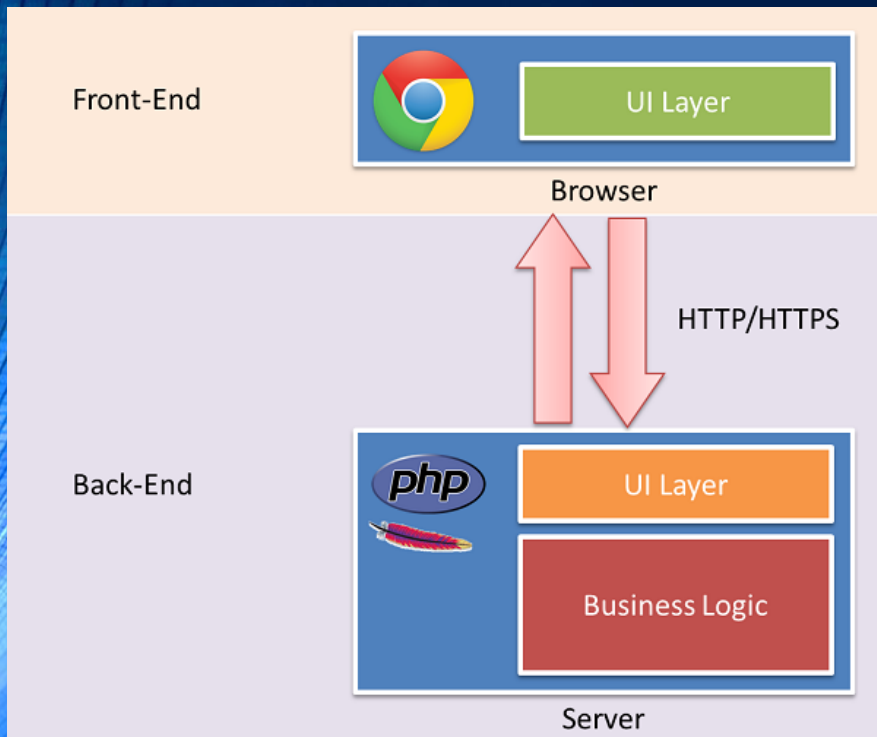 Front-End
UI Layer
Browser
HTTP/HTTPS
Back-End
php
UI Layer
Business Logic
Server